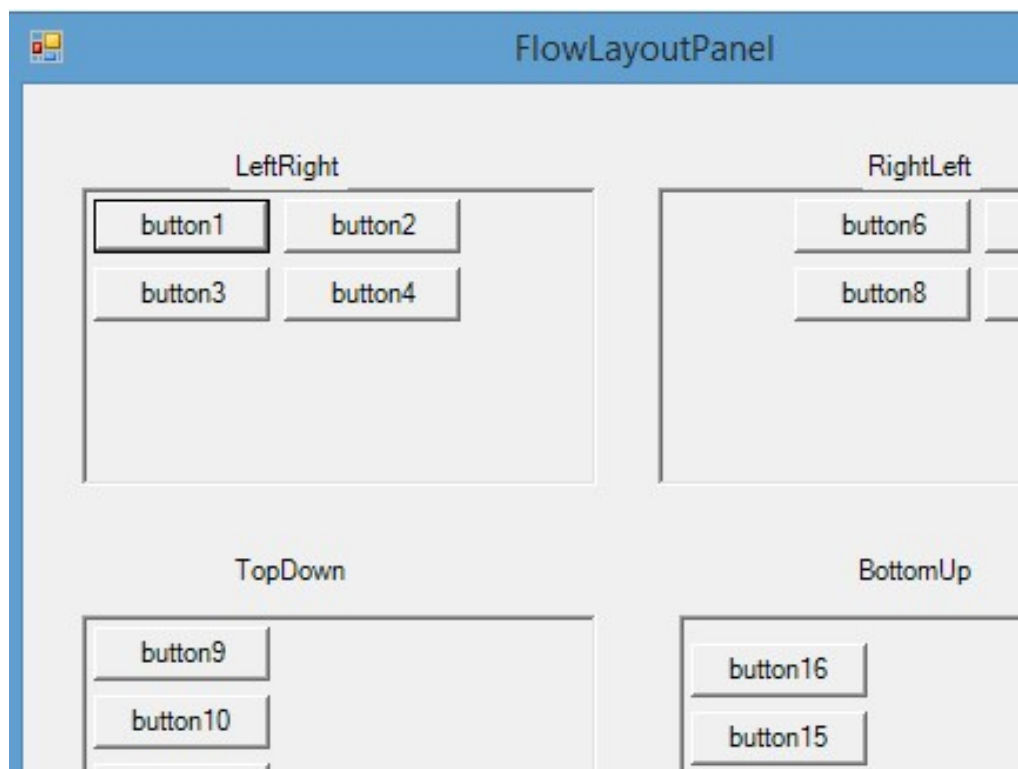 FlowLayoutPanel
LeftRight
button1 button2
button3 button4
RightLeft
button6
button8
TopDown
button9
button10
BottomUp
button16
button15